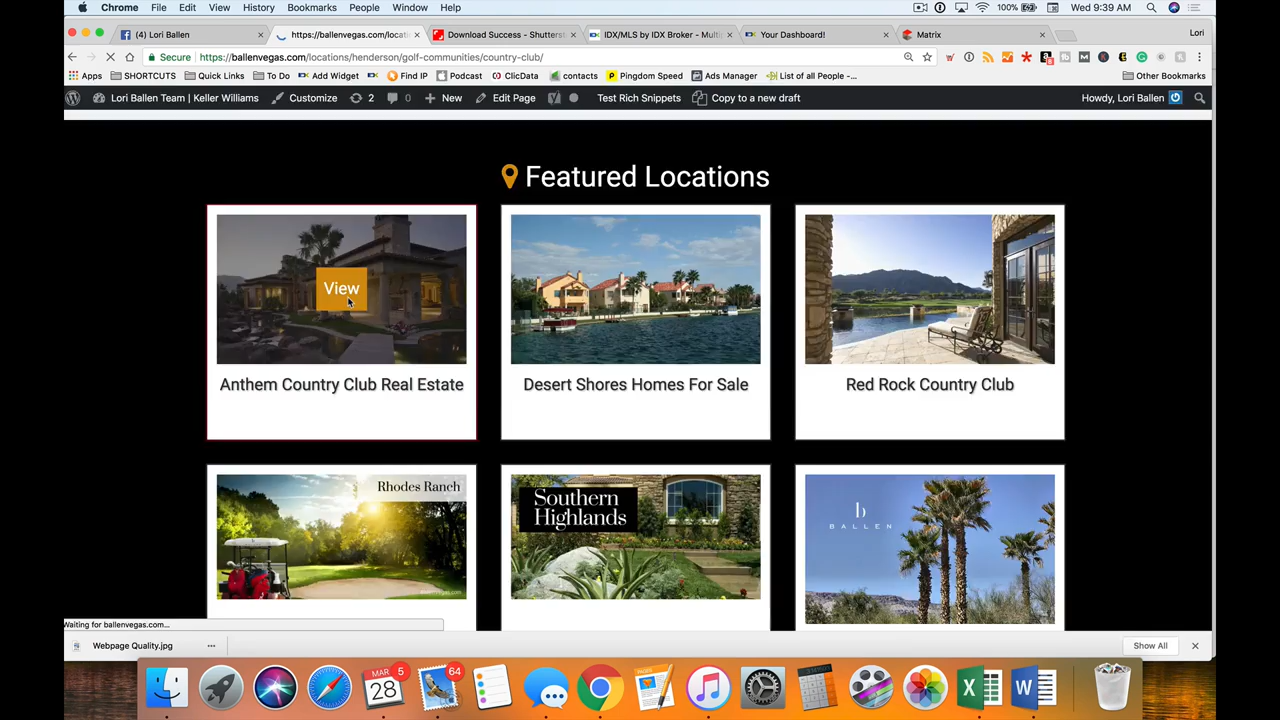 Chrome File Edit View History Bookmarks People Window Help 100% Wed 9:39 AM
(4) Lori Ballen × https://ballenvegas.com/locati × Download Success - Shutters × IDX/MLS by IDX Broker - Multi × Your Dashboard! × Matrix × Lori
Secure https://ballenvegas.com/locations/henderson/golf-communities/country-club/
Apps SHORTCUTS Quick Links To Do Add Widget Find IP Podcast ClicData contacts Pingdom Speed Ads Manager List of all People -... Other Bookmarks
Lori Ballen Team | Keller Williams Customize 2 New Edit Page Test Rich Snippets Copy to a new draft Howdy, Lori Ballen
Featured Locations
View
Anthem Country Club Real Estate Desert Shores Homes For Sale Red Rock Country Club
Rhodes Ranch
Southern
Highlands
b
BALLEN
Waiting for ballenvegas.com...
Webpage Quality.jpg Show All ×
MAR 5
28
64